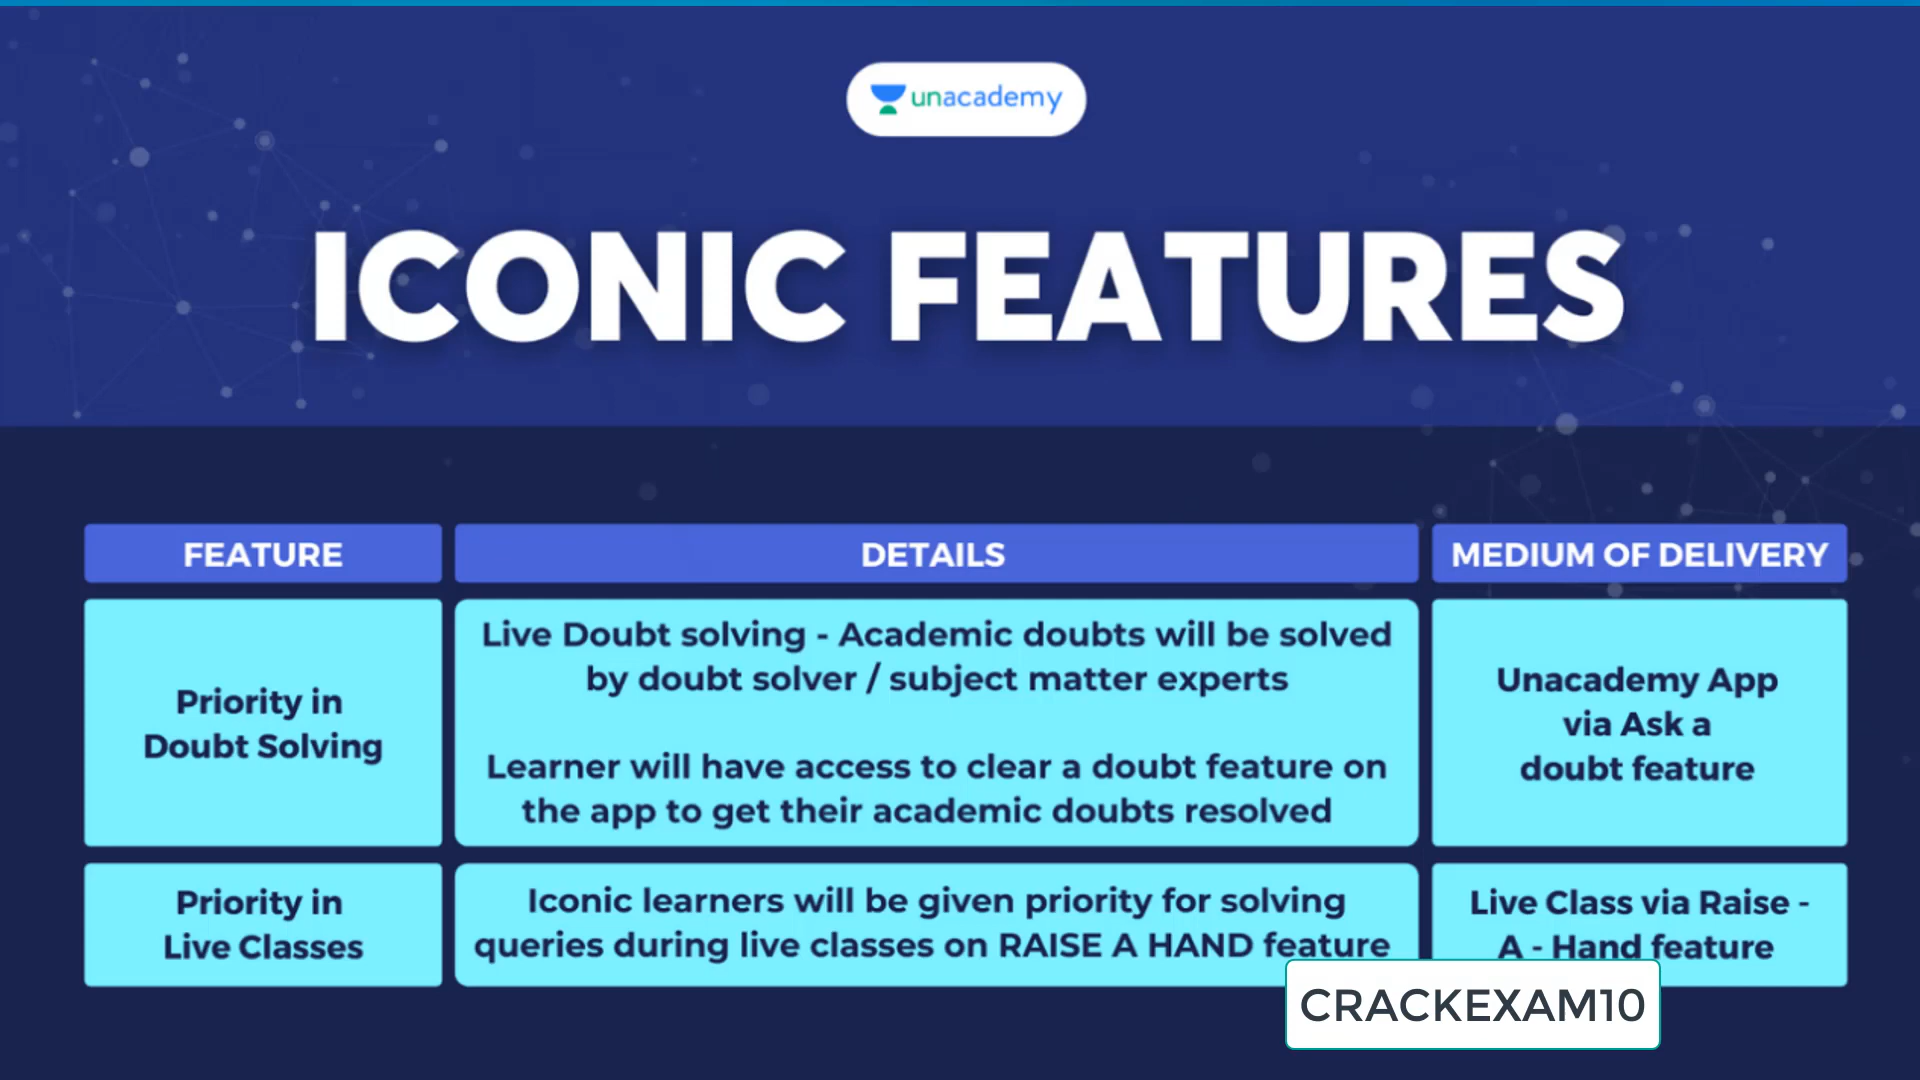 unacademy
ICONIC FEATURES
FEATURE
DETAILS
MEDIUM OF DELIVERY
Priority in
Doubt Solving
Live Doubt solving - Academic doubts will be solved
by doubt solver / subject matter experts
Learner will have access to clear a doubt feature on
the app to get their academic doubts resolved
Unacademy App
via Ask a
doubt feature
Priority in
Live Classes
Iconic learners will be given priority for solving
queries during live classes on RAISE A HAND feature
Live Class via Raise -
A - Hand feature
CRACKEXAM10